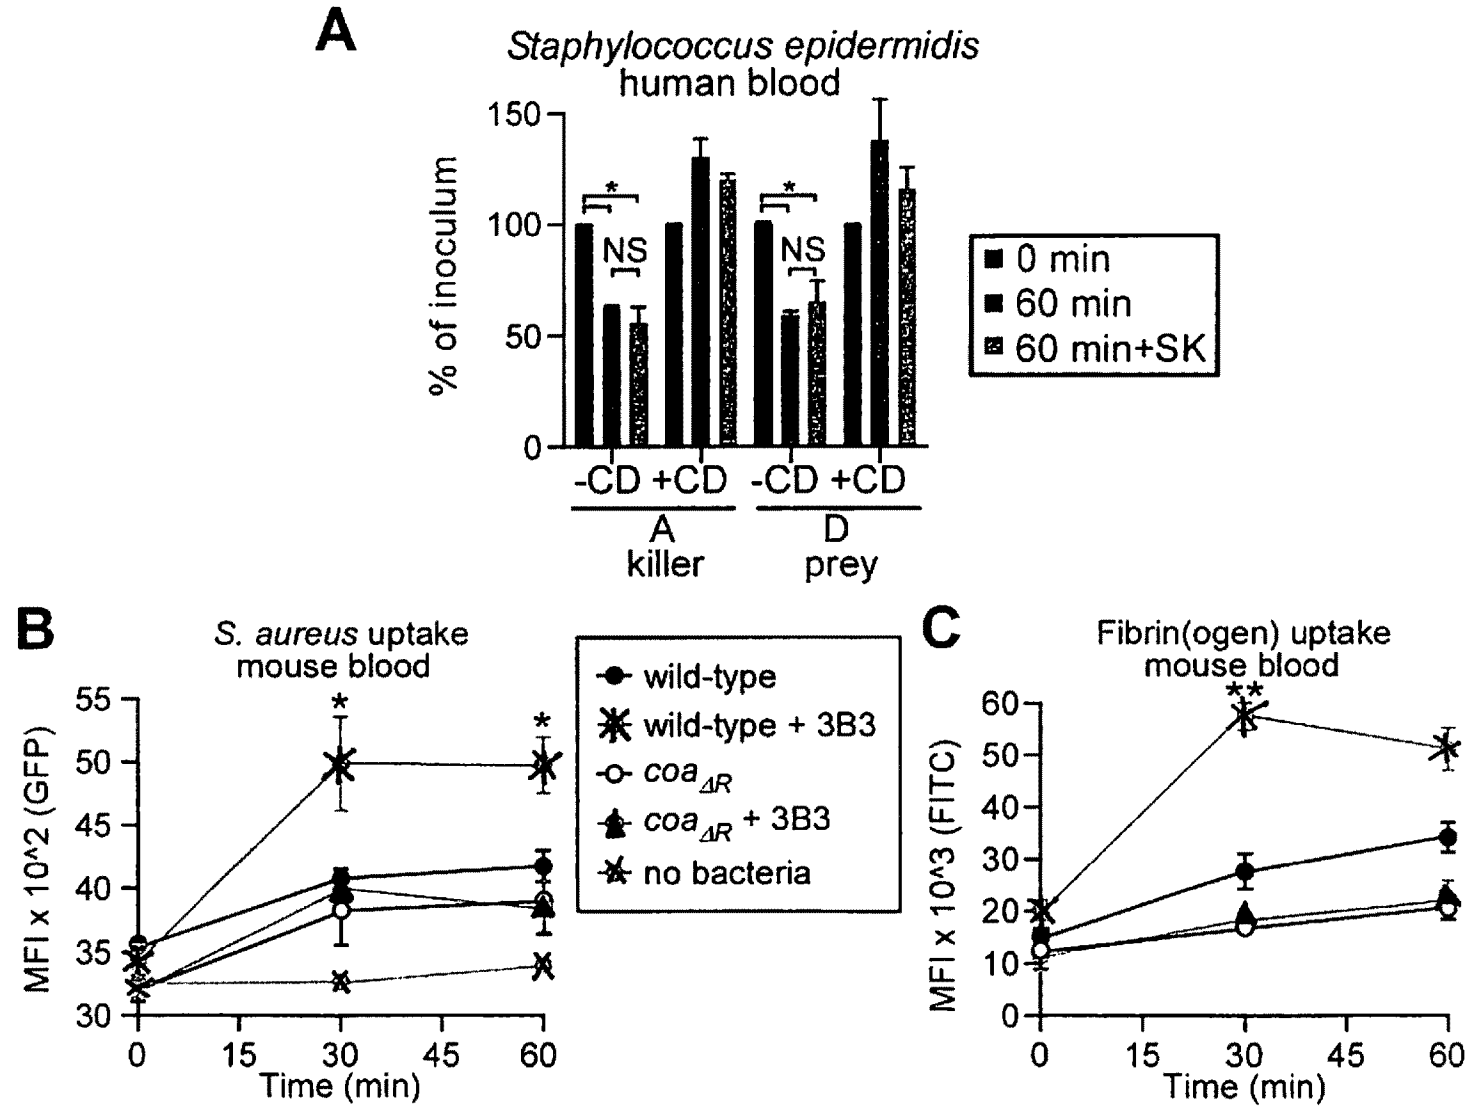 A
Staphylococcus epidermidis
human blood
% of inoculum
150
100
50
0
*
NS
*
NS
-CD +CD -CD +CD
A
killer
D
prey
0 min
60 min
60 min+SK
B
S. aureus uptake
mouse blood
MFI x 10^2 (GFP)
55
50
45
40
35
30
*
*
0 15 30 45 60
Time (min)
wild-type
wild-type + 3B3
coaΔR
coaΔR + 3B3
no bacteria
C
Fibrin(ogen) uptake
mouse blood
MFI x 10^3 (FITC)
60
50
40
30
20
10
0
**
0 15 30 45 60
Time (min)